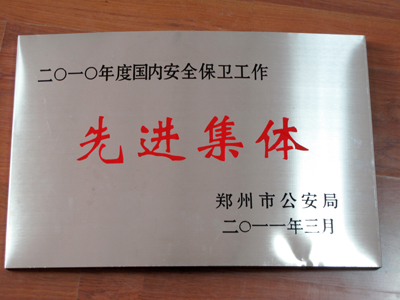 二〇一〇年度国内安全保卫工作
先进集体
郑州市公安局
二〇一一年三月